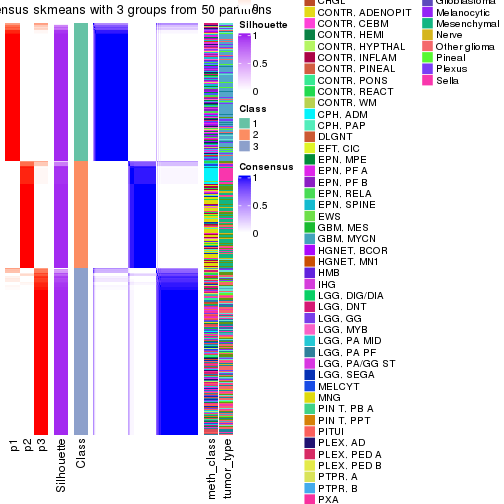 nsus skmeans with 3 groups from 50 partitions
Silhouette
1
0.5
0
Class
1
2
3
Consensus
1
0.5
0
p1
p2
p3
Silhouette
Class
meth_class
tumor_type
CONTR. ADENOPIT
CONTR. CEBM
CONTR. HEMI
CONTR. HYPTHAL
CONTR. INFLAM
CONTR. PINEAL
CONTR. PONS
CONTR. REACT
CONTR. WM
CPH. ADM
CPH. PAP
DLGNT
EFT. CIC
EPN. MPE
EPN. PF A
EPN. PF B
EPN. RELA
EPN. SPINE
EWS
GBM. MES
GBM. MYCN
HGNET. BCOR
HGNET. MN1
HMB
IHG
LGG. DIG/DIA
LGG. DNT
LGG. GG
LGG. MYB
LGG. PA MID
LGG. PA PF
LGG. PA/GG ST
LGG. SEGA
MELCYT
MNG
PIN T. PB A
PIN T. PPT
PITUI
PLEX. AD
PLEX. PED A
PLEX. PED B
PTPR. A
PTPR. B
PXA
Glioblastoma
Melanocytic
Mesenchymal
Nerve
Other glioma
Pineal
Plexus
Sella